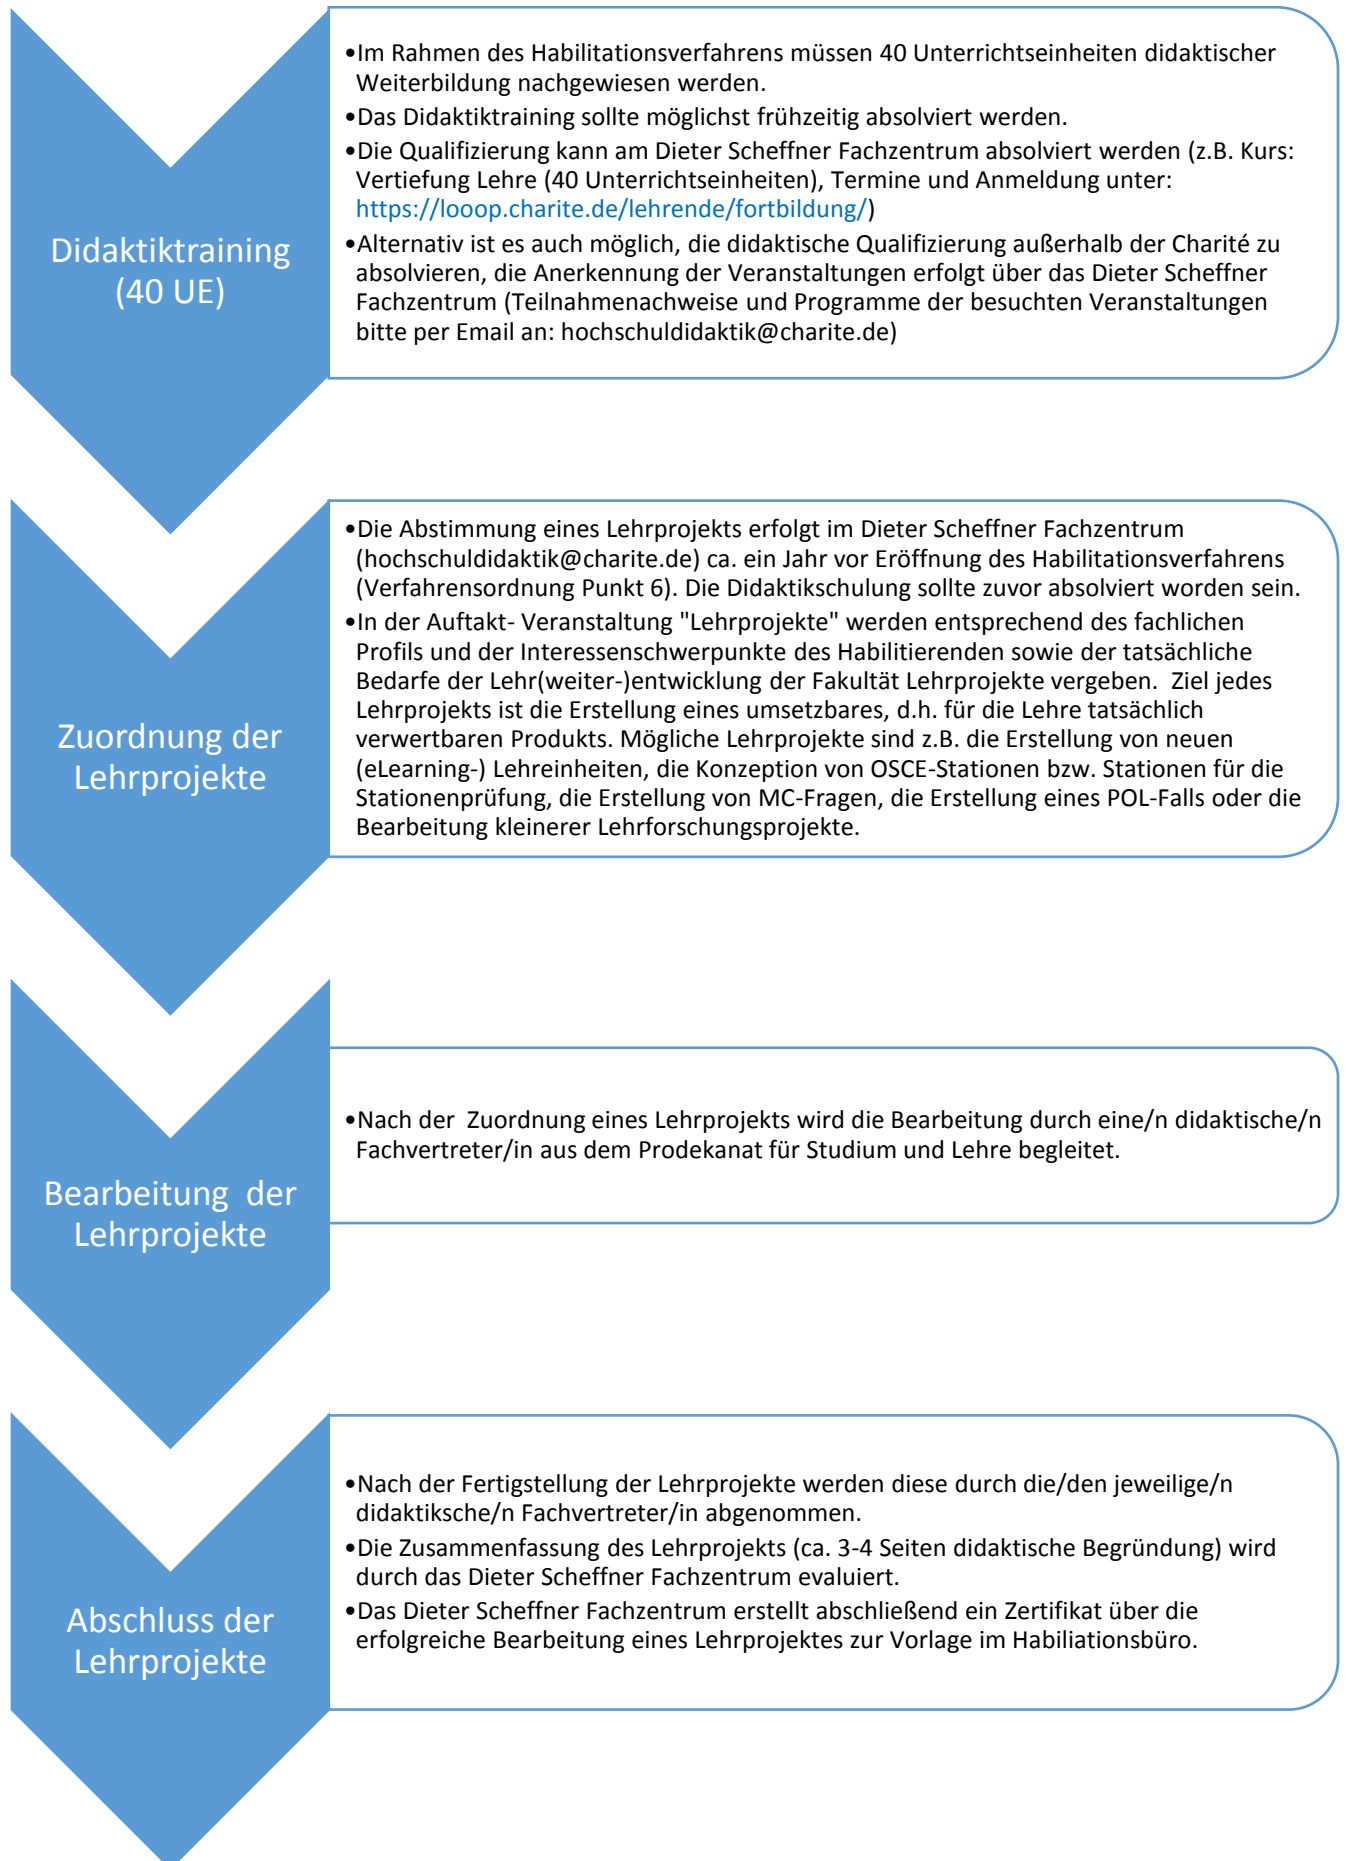 Didaktiktraining
(40 UE)
•Im Rahmen des Habilitationsverfahrens müssen 40 Unterrichtseinheiten didaktischer
Weiterbildung nachgewiesen werden.
•Das Didaktiktraining sollte möglichst frühzeitig absolviert werden.
•Die Qualifizierung kann am Dieter Scheffner Fachzentrum absolviert werden (z.B. Kurs:
Vertiefung Lehre (40 Unterrichtseinheiten), Termine und Anmeldung unter:
https://looop.charite.de/lehrende/fortbildung/)
•Alternativ ist es auch möglich, die didaktische Qualifizierung außerhalb der Charité zu
absolvieren, die Anerkennung der Veranstaltungen erfolgt über das Dieter Scheffner
Fachzentrum (Teilnahmenachweise und Programme der besuchten Veranstaltungen
bitte per Email an: hochschuldidaktik@charite.de)
Zuordnung der
Lehrprojekte
•Die Abstimmung eines Lehrprojekts erfolgt im Dieter Scheffner Fachzentrum
(hochschuldidaktik@charite.de) ca. ein Jahr vor Eröffnung des Habilitationsverfahrens
(Verfahrensordnung Punkt 6). Die Didaktikschulung sollte zuvor absolviert worden sein.
•In der Auftakt- Veranstaltung "Lehrprojekte" werden entsprechend des fachlichen
Profils und der Interessenschwerpunkte des Habilitierenden sowie der tatsächliche
Bedarfe der Lehr(weiter-)entwicklung der Fakultät Lehrprojekte vergeben.  Ziel jedes
Lehrprojekts ist die Erstellung eines umsetzbares, d.h. für die Lehre tatsächlich
verwertbaren Produkts. Mögliche Lehrprojekte sind z.B. die Erstellung von neuen
(eLearning-) Lehreinheiten, die Konzeption von OSCE-Stationen bzw. Stationen für die
Stationenprüfung, die Erstellung von MC-Fragen, die Erstellung eines POL-Falls oder die
Bearbeitung kleinerer Lehrforschungsprojekte.
Bearbeitung  der
Lehrprojekte
•Nach der  Zuordnung eines Lehrprojekts wird die Bearbeitung durch eine/n didaktische/n
Fachvertreter/in aus dem Prodekanat für Studium und Lehre begleitet.
Abschluss der
Lehrprojekte
•Nach der Fertigstellung der Lehrprojekte werden diese durch die/den jeweilige/n
didaktiksche/n Fachvertreter/in abgenommen.
•Die Zusammenfassung des Lehrprojekts (ca. 3-4 Seiten didaktische Begründung) wird
durch das Dieter Scheffner Fachzentrum evaluiert.
•Das Dieter Scheffner Fachzentrum erstellt abschließend ein Zertifikat über die
erfolgreiche Bearbeitung eines Lehrprojektes zur Vorlage im Habiliationsbüro.